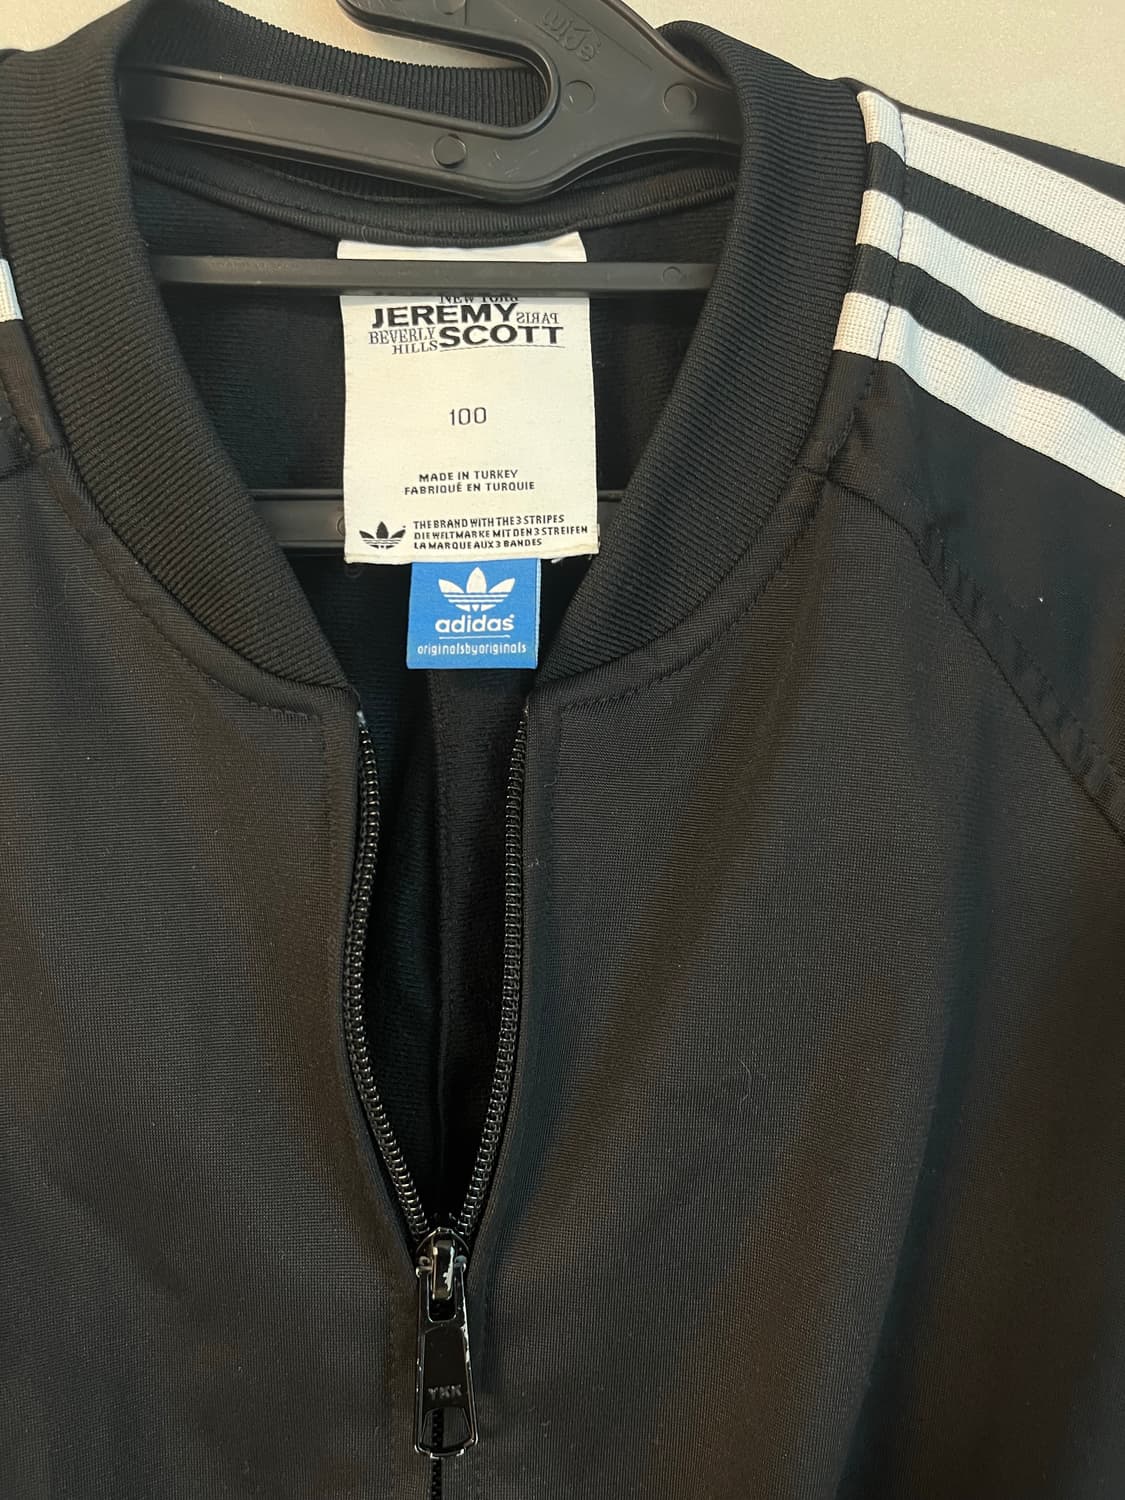 wide
NEW YORK
JEREMY PARIS
BEVERLY SCOTT
HILLS
100
MADE IN TURKEY
FABRIQUÉ EN TURQUIE
THE BRAND WITH THE 3 STRIPES
DIE WELTMARKE MIT DEN 3 STREIFEN
LA MARQUE AUX 3 BANDES
adidas
originalsbyoriginals
YKK